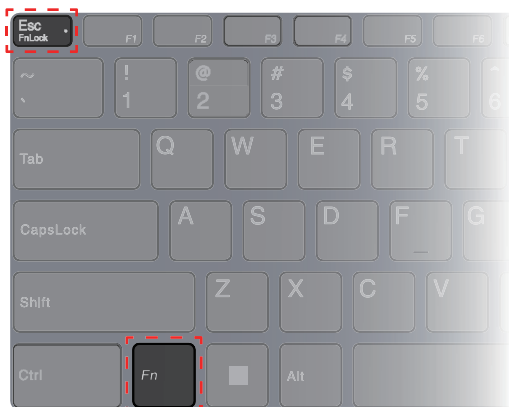 Esc
FnLock
F1
F2
F3
F4
F5
F6
~
`
!
1
@
2
#
3
$
4
%
5
^
6
Tab
Q
W
E
R
T
CapsLock
A
S
D
F
G
Shift
Z
X
C
V
Ctrl
Fn
Alt